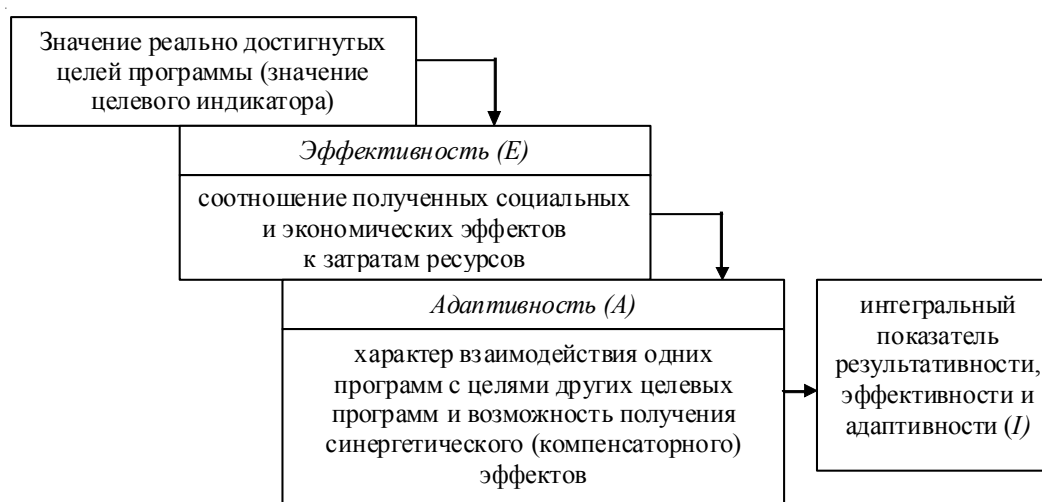 Значение реально достигнутых
целей программы (значение
целевого индикатора)
Эффективность (E)
соотношение полученных социальных
и экономических эффектов
к затратам ресурсов
Адаптивность (A)
характер взаимодействия одних
программ с целями других целевых
программ и возможность получения
синергетического (компенсаторного)
эффектов
интегральный
показатель
результативности,
эффективности и
адаптивности (I)